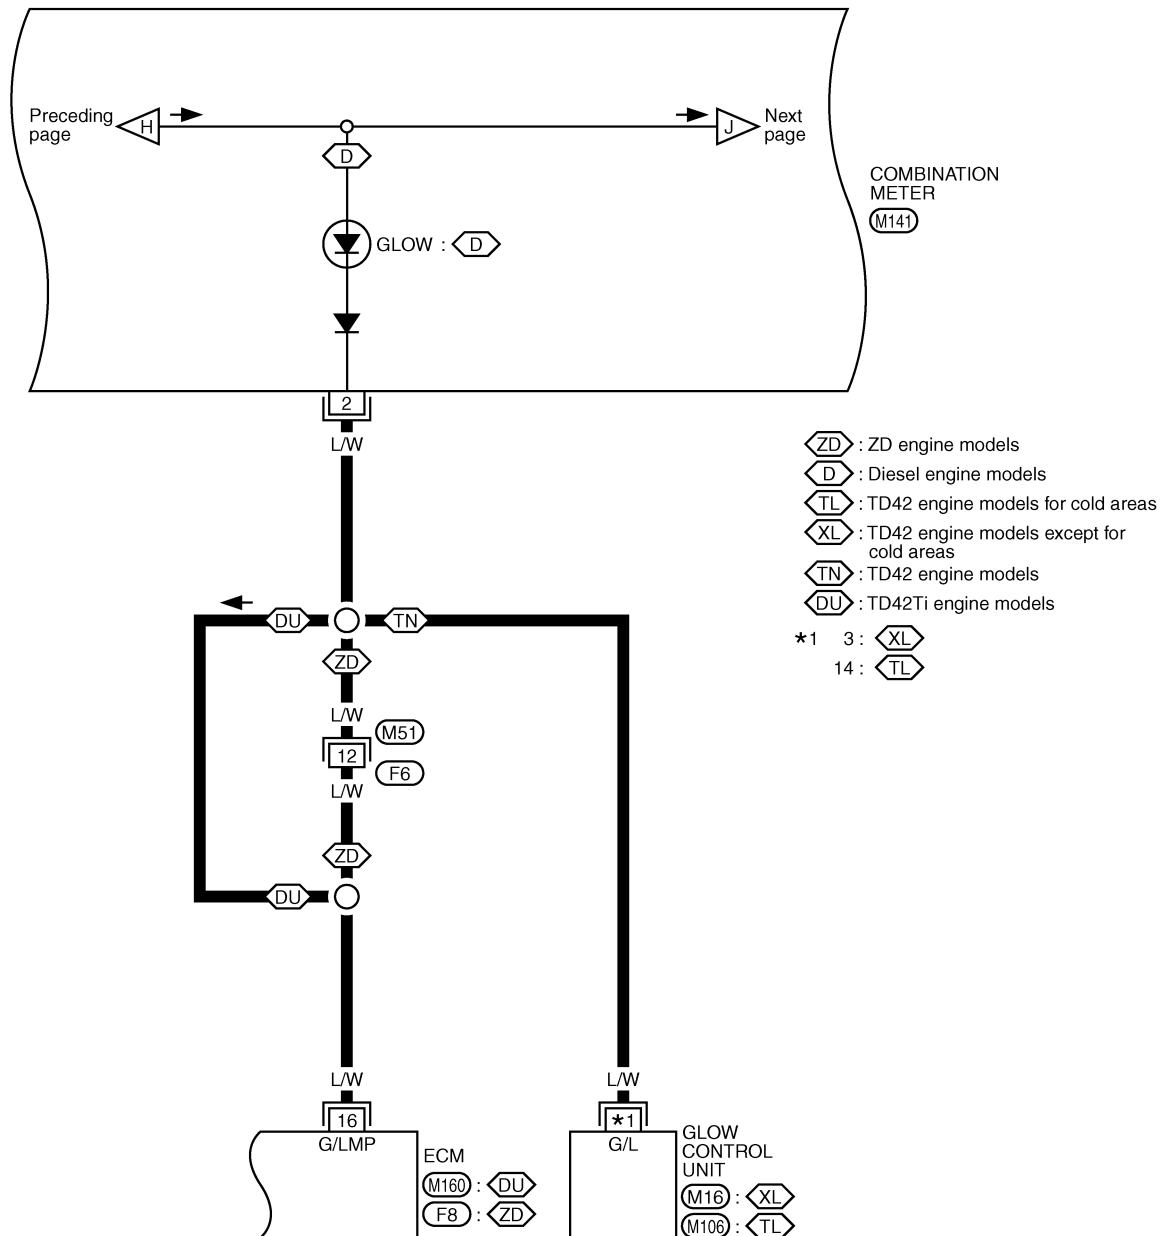 Preceding
page
H
J
Next
page
D
COMBINATION
METER
M141
GLOW : D
2
L/W
ZD : ZD engine models
D : Diesel engine models
TL : TD42 engine models for cold areas
XL : TD42 engine models except for
cold areas
TN : TD42 engine models
DU : TD42Ti engine models
★1 3 : XL
14 : TL
DU
TN
ZD
L/W
M51
12
F6
L/W
ZD
DU
L/W
L/W
16
★1
G/LMP
G/L
ECM
M160 : DU
F8 : ZD
GLOW
CONTROL
UNIT
M16 : XL
M106 : TL